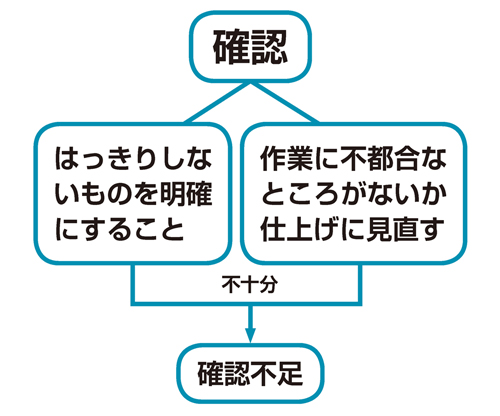 確認
はっきりしな
いものを明確
にすること
作業に不都合な
ところがないか
仕上げに見直す
不十分
確認不足